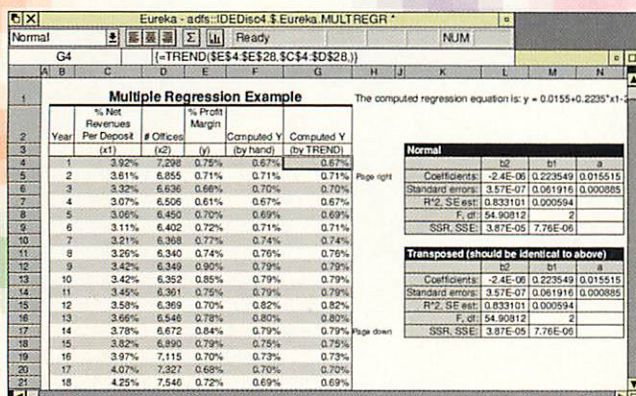 Eureka - adfs::IDEDisc4.$.Eureka.MULTREGR *
Normal Σ Ready NUM
G4 {=TREND($E$4:$E$28,$C$4:$D$28,)}
A B C D E F G H J K L M N
1 Multiple Regression Example The computed regression equation is: y = 0.0155+0.2235*x1-2
2 Year % Net Revenues Per Deposit # Offices % Profit Margin Computed Y Computed Y
3 (x1) (x2) (y) (by hand) (by TREND) Normal
4 1 3.92% 7,298 0.75% 0.67% 0.67% b2 b1 a
5 2 3.61% 6,855 0.71% 0.71% 0.71% Page right Coefficients: -2.4E-06 0.223549 0.015515
6 3 3.32% 6,636 0.66% 0.70% 0.70% Standard errors: 3.57E-07 0.061916 0.000885
7 4 3.07% 6,506 0.61% 0.67% 0.67% R^2, SE est: 0.833101 0.000594
8 5 3.06% 6,450 0.70% 0.69% 0.69% F, df: 54.90812 2
9 6 3.11% 6,402 0.72% 0.71% 0.71% SSR, SSE: 3.87E-05 7.76E-06
10 7 3.21% 6,368 0.77% 0.74% 0.74%
11 8 3.26% 6,340 0.74% 0.76% 0.76% Transposed (should be identical to above)
12 9 3.42% 6,349 0.90% 0.79% 0.79% b2 b1 a
13 10 3.42% 6,352 0.85% 0.79% 0.79% Coefficients: -2.4E-06 0.223549 0.015515
14 11 3.45% 6,361 0.75% 0.79% 0.79% Standard errors: 3.57E-07 0.061916 0.000885
15 12 3.58% 6,369 0.70% 0.82% 0.82% R^2, SE est: 0.833101 0.000594
16 13 3.66% 6,546 0.78% 0.80% 0.80% F, df: 54.90812 2
17 14 3.78% 6,672 0.84% 0.79% 0.79% Page down SSR, SSE: 3.87E-05 7.76E-06
18 15 3.82% 6,890 0.79% 0.75% 0.75%
19 16 3.97% 7,115 0.70% 0.73% 0.73%
20 17 4.07% 7,327 0.68% 0.70% 0.70%
21 18 4.25% 7,546 0.72% 0.69% 0.69%